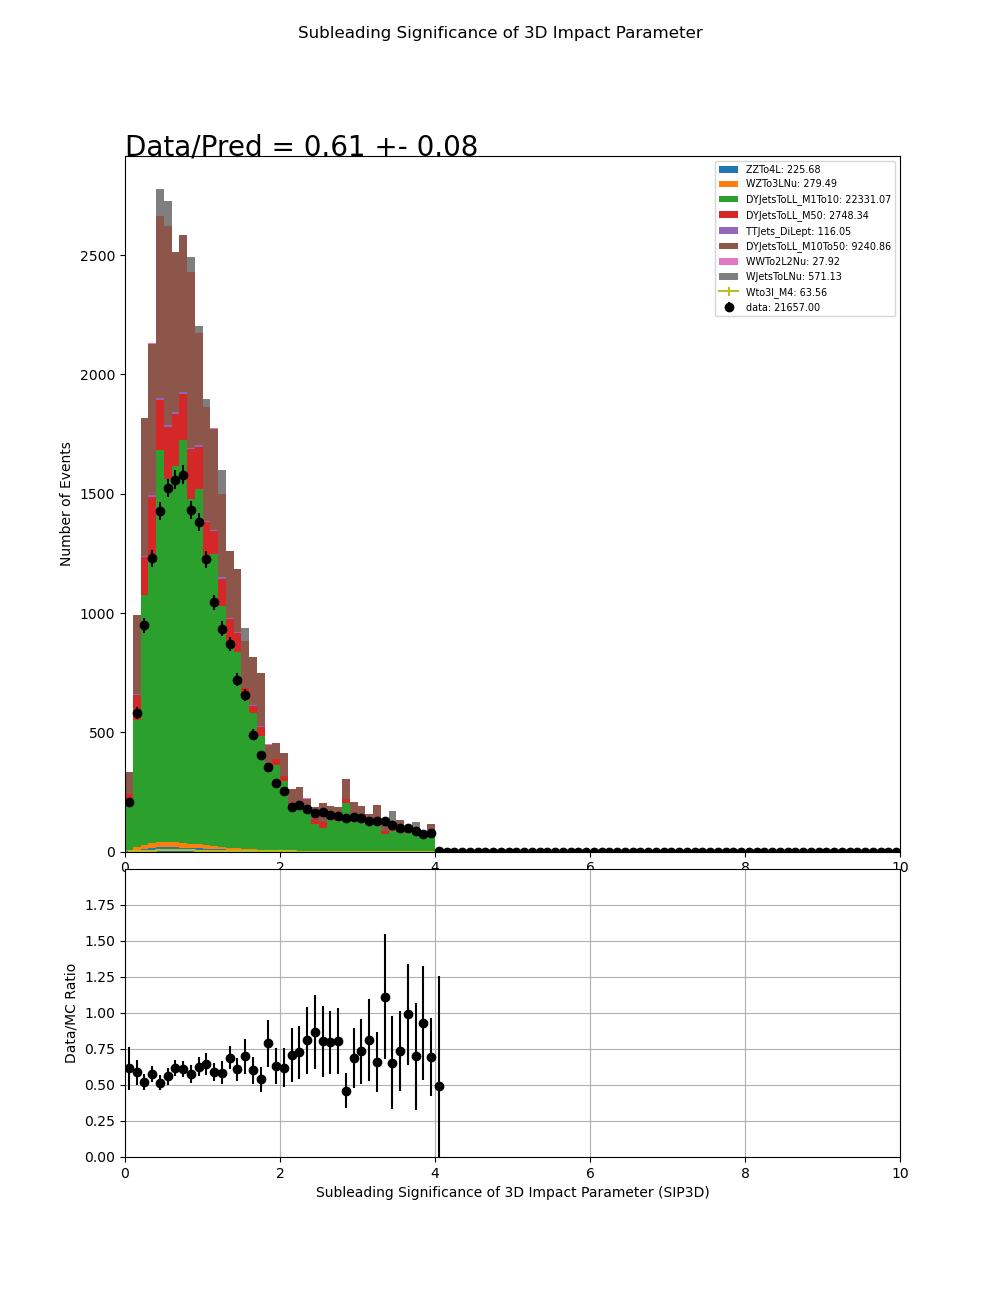 Subleading Significance of 3D Impact Parameter
Data/Pred = 0.61 +- 0.08
ZZTo4L: 225.68
WZTo3LNu: 279.49
DYJetsToLL_M1To10: 22331.07
DYJetsToLL_M50: 2748.34
TTJets_DiLept: 116.05
DYJetsToLL_M10To50: 9240.86
WWTo2L2Nu: 27.92
WJetsToLNu: 571.13
Wto3l_M4: 63.56
data: 21657.00
2500
2000
1500
1000
500
0
Number of Events
0 2 4 6 8 10
1.75
1.50
1.25
1.00
0.75
0.50
0.25
0.00
Data/MC Ratio
0 2 4 6 8 10
Subleading Significance of 3D Impact Parameter (SIP3D)